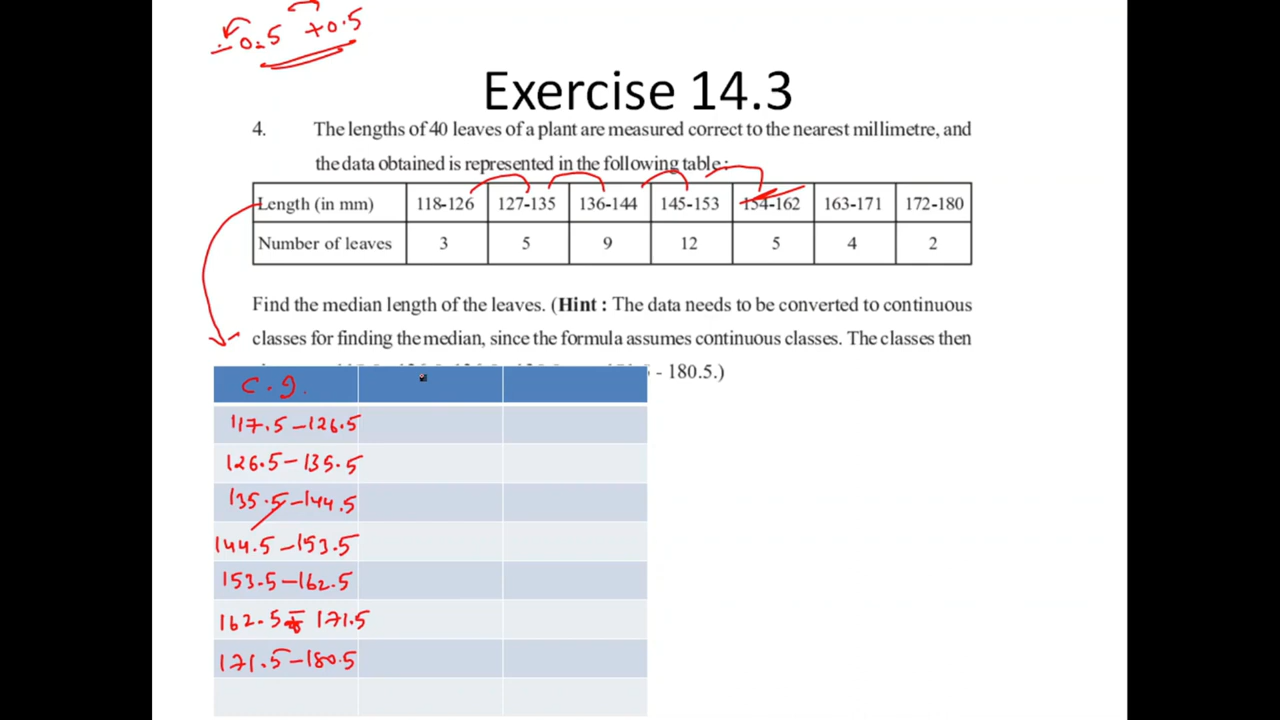 -0.5 +0.5
Exercise 14.3
4. The lengths of 40 leaves of a plant are measured correct to the nearest millimetre, and
the data obtained is represented in the following table :
Length (in mm) 118-126 127-135 136-144 145-153 154-162 163-171 172-180
Number of leaves 3 5 9 12 5 4 2
Find the median length of the leaves. (Hint : The data needs to be converted to continuous
classes for finding the median, since the formula assumes continuous classes. The classes then
- 180.5.)
C.I.
117.5-126.5
126.5-135.5
135.5-144.5
144.5-153.5
153.5-162.5
162.5-171.5
171.5-180.5